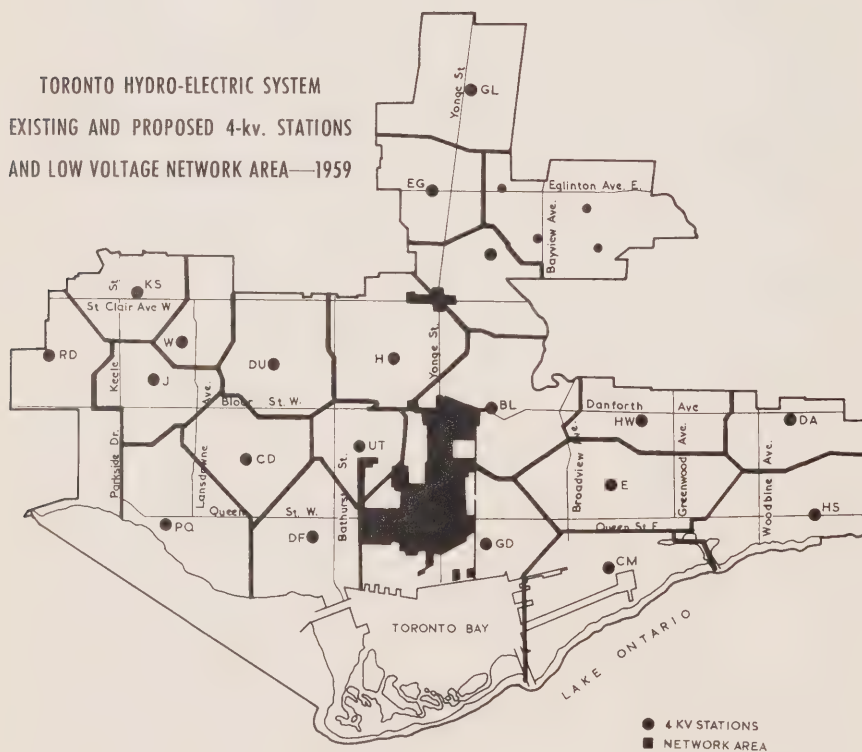 TORONTO HYDRO-ELECTRIC SYSTEM
EXISTING AND PROPOSED 4-kv. STATIONS
AND LOW VOLTAGE NETWORK AREA—1959
Yonge St.
GL
EG
Eglinton Ave. E.
Bayview Ave.
KS
St.
St. Clair Ave W.
W
RD
Keele
J
DU
H
Yonge St.
Ave.
Bloor St. W.
BL
Danforth Ave
HW
DA
Parkside Dr.
Lansdowne
CD
UT
Bathurst St.
Broadview Ave.
E
Greenwood Ave.
Woodbine Ave.
PQ
Queen St. W.
DF
GD
Queen St. E.
HS
CM
TORONTO BAY
LAKE ONTARIO
4 KV STATIONS
NETWORK AREA